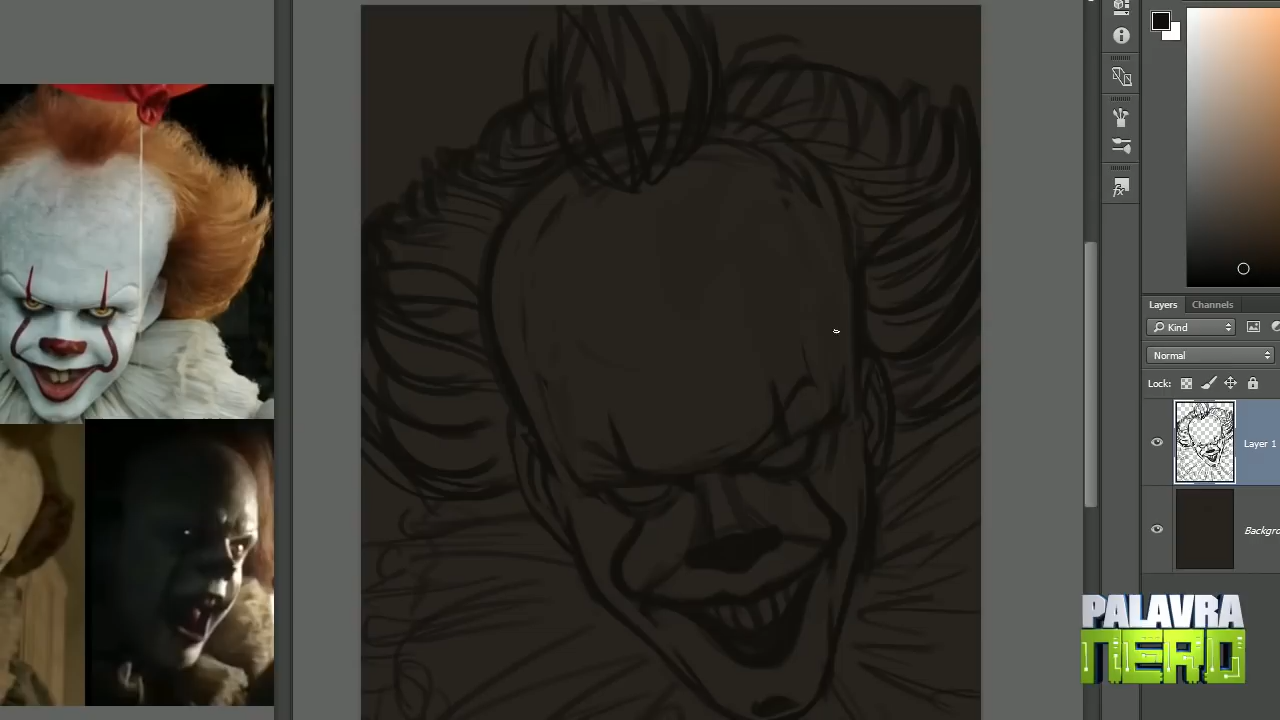 Layers Channels
Kind
Normal
Lock:
Layer 1
Backgro
PALAVRA
NERD